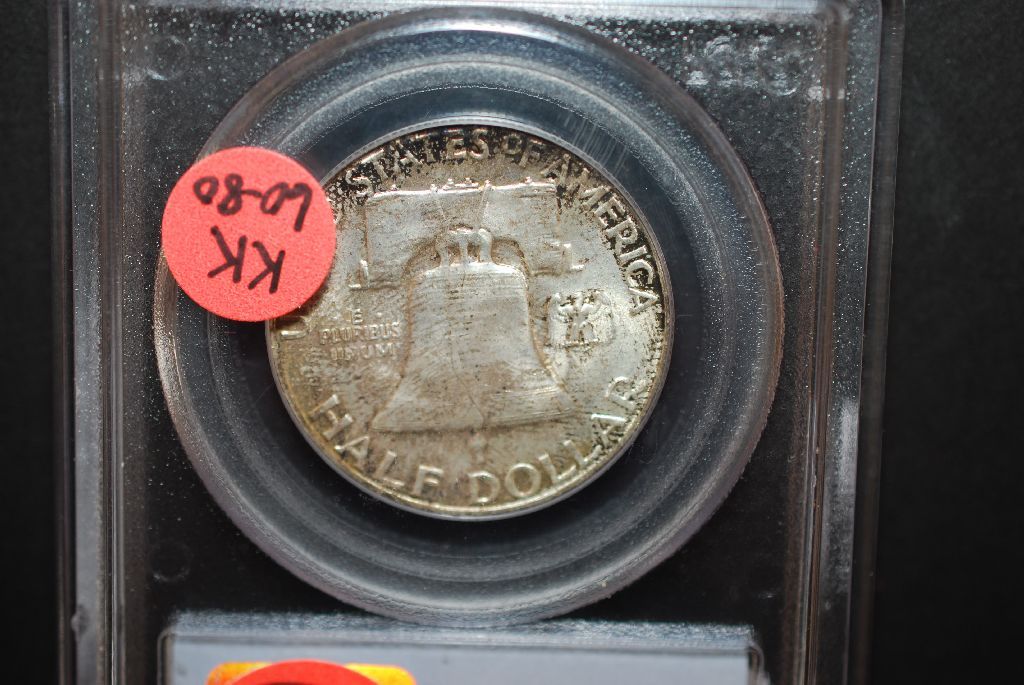 STATES OF AMERICA
E
PLURIBUS
UNUM
HALF DOLLAR
KK
60-80